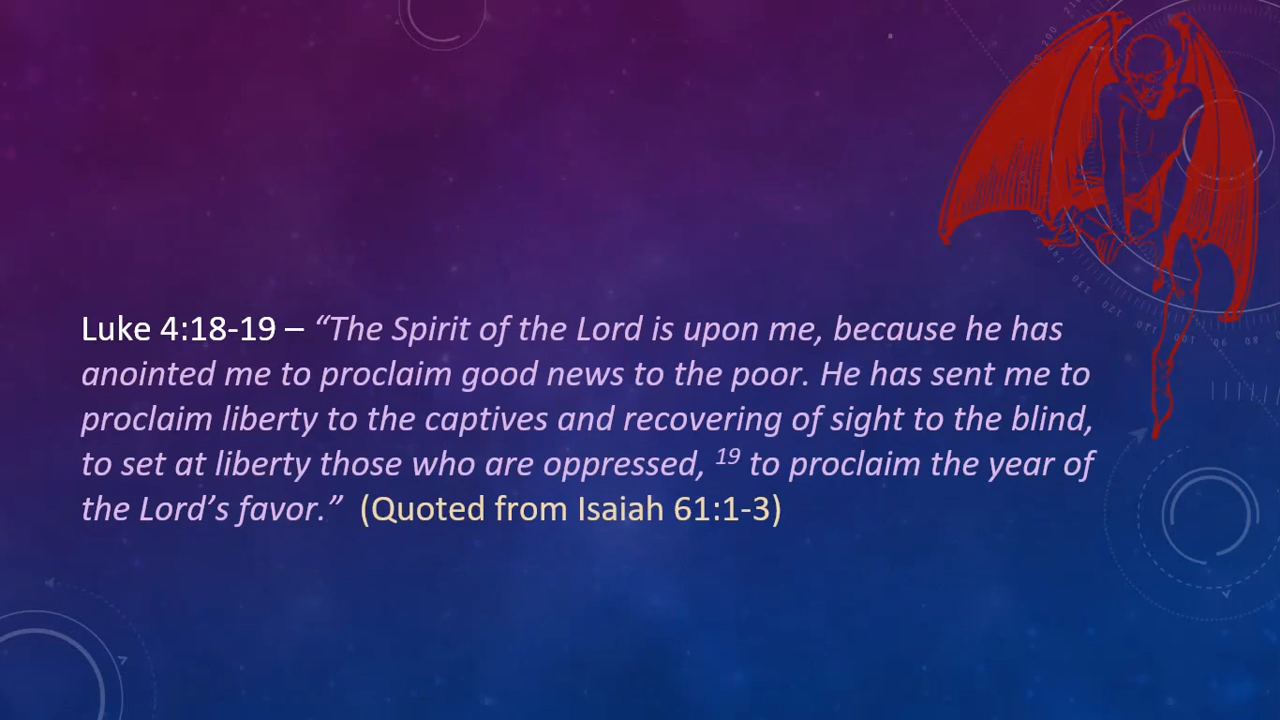 Luke 4:18-19 – “The Spirit of the Lord is upon me, because he has
anointed me to proclaim good news to the poor. He has sent me to
proclaim liberty to the captives and recovering of sight to the blind,
to set at liberty those who are oppressed, 19 to proclaim the year of
the Lord’s favor.” (Quoted from Isaiah 61:1-3)